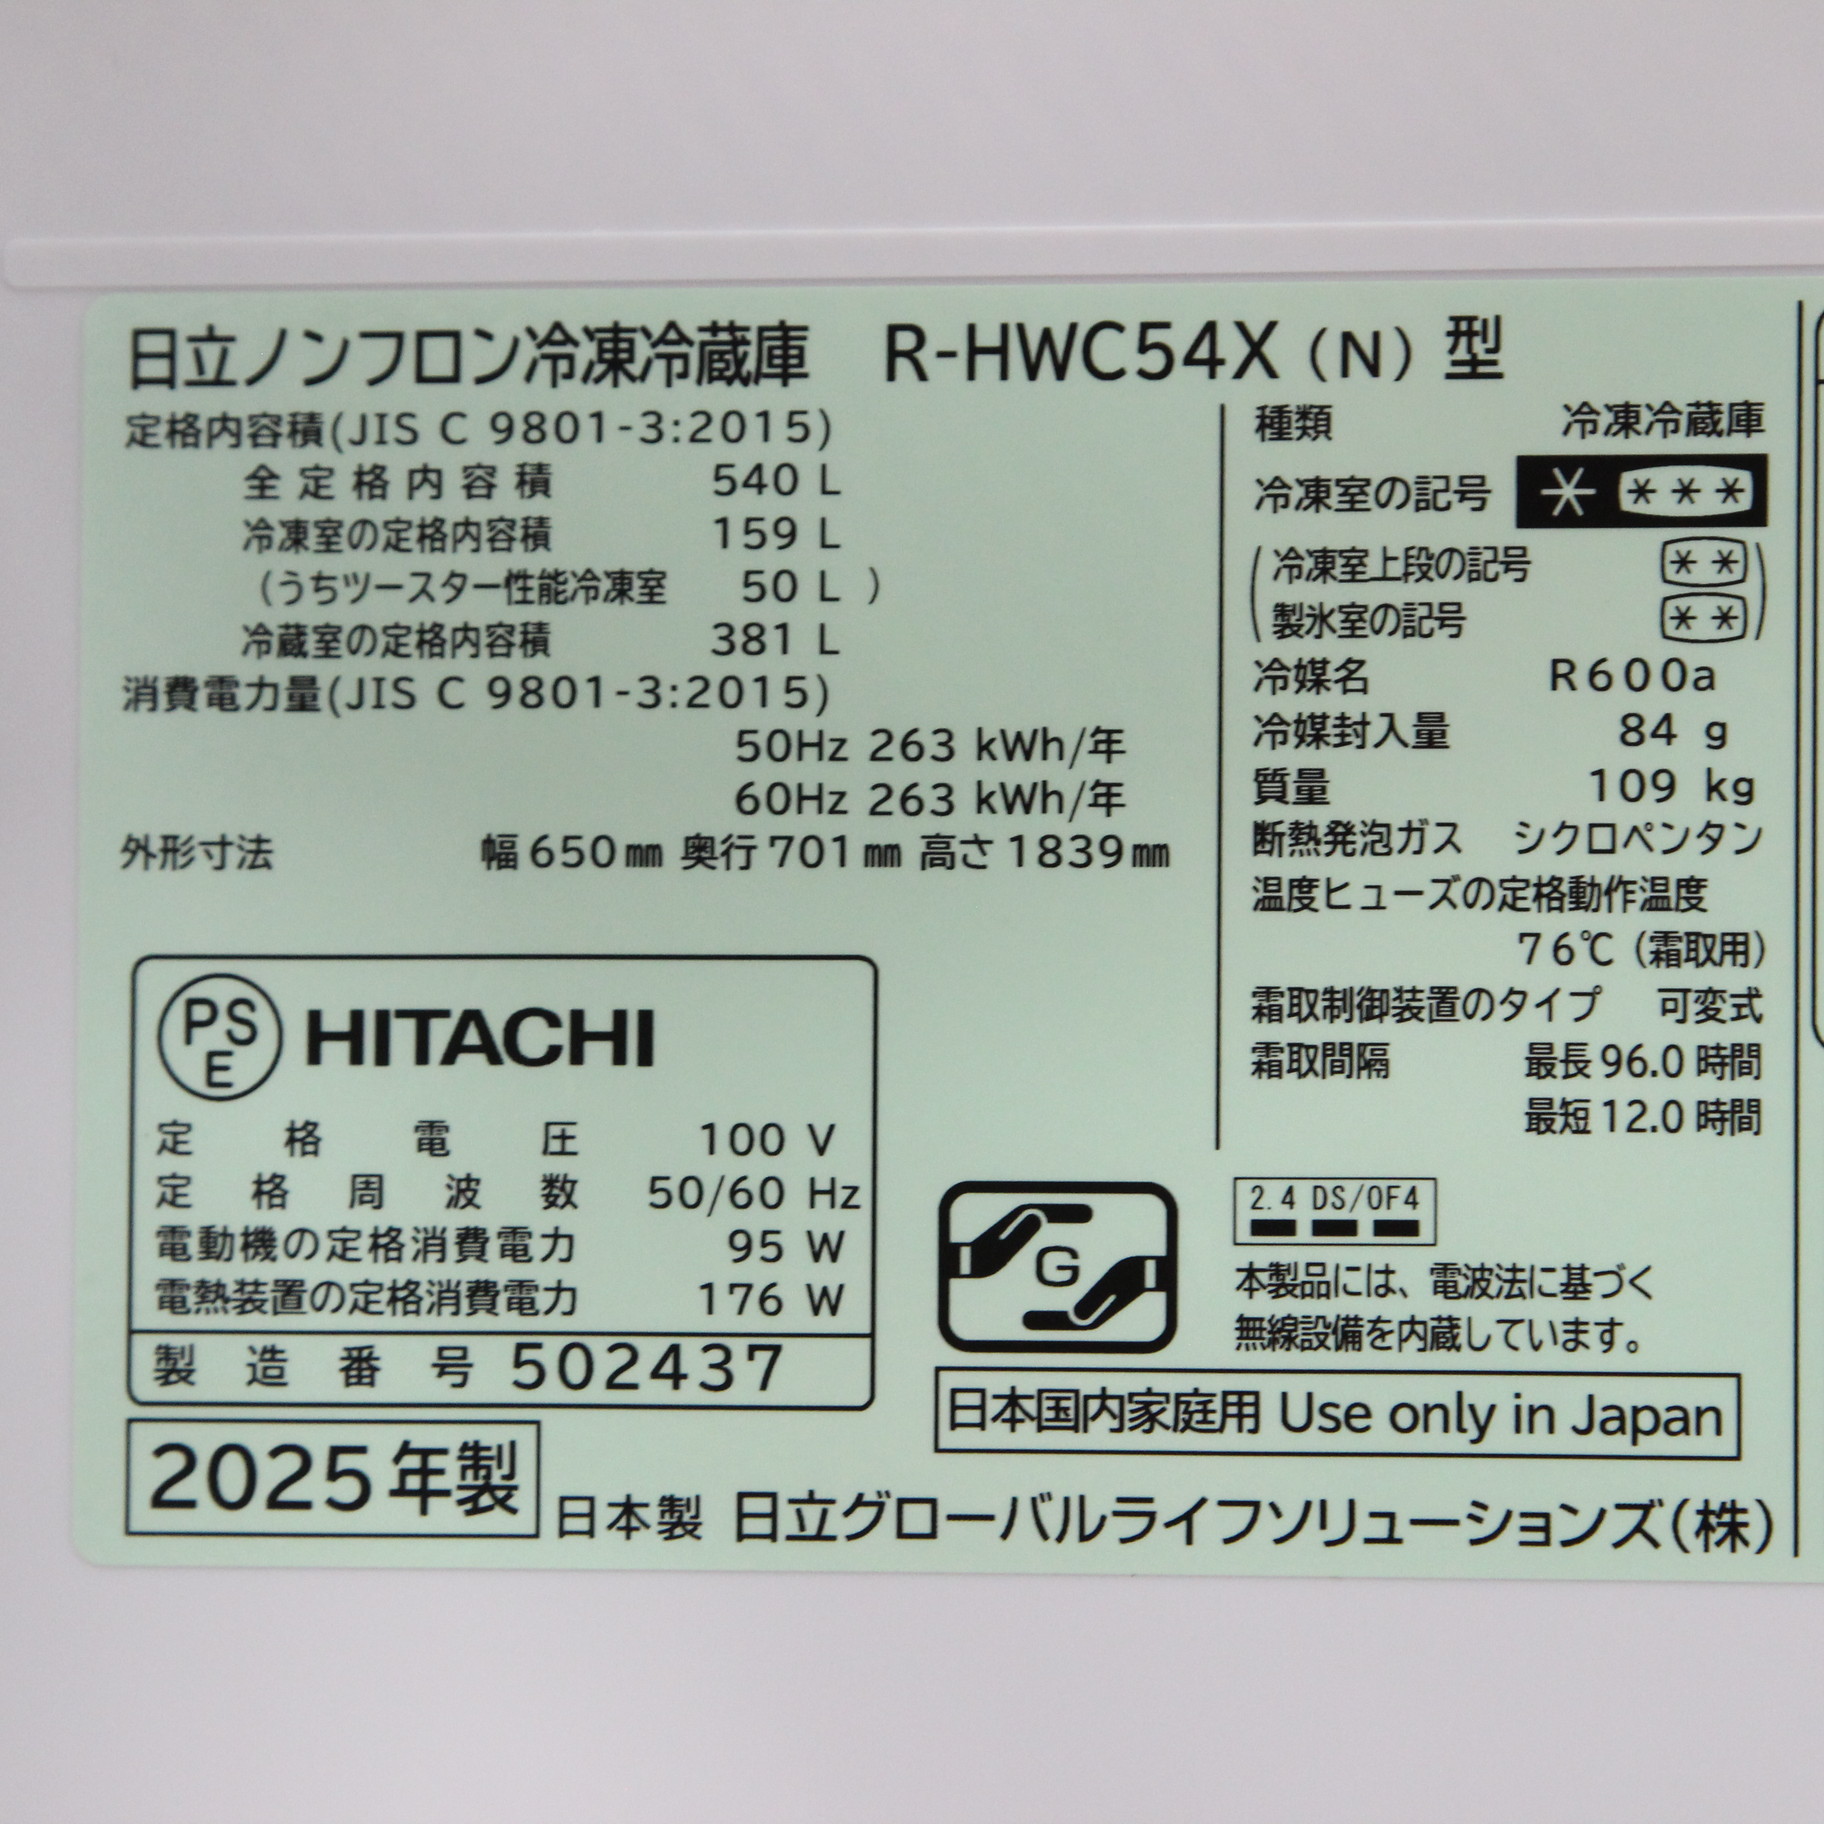 日立ノンフロン冷凍冷蔵庫 R-HWC54X (N) 型
定格内容積(JIS C 9801-3:2015)
全定格内容積 540 L
冷凍室の定格内容積 159 L
(うちツースター性能冷凍室 50 L )
冷蔵室の定格内容積 381 L
消費電力量(JIS C 9801-3:2015)
50Hz 263 kWh/年
60Hz 263 kWh/年
外形寸法 幅650㎜ 奥行701㎜ 高さ1839㎜
種類 冷凍冷蔵庫
冷凍室の記号 * ***
冷凍室上段の記号 **
製氷室の記号 **
冷媒名 R600a
冷媒封入量 84 g
質量 109 kg
断熱発泡ガス シクロペンタン
温度ヒューズの定格動作温度
76℃ (霜取用)
霜取制御装置のタイプ 可変式
霜取間隔 最長96.0時間
最短12.0時間
PSE HITACHI
定格電圧 100 V
定格周波数 50/60 Hz
電動機の定格消費電力 95 W
電熱装置の定格消費電力 176 W
製造番号 502437
2025年製
G
2.4 DS/OF4
本製品には、電波法に基づく
無線設備を内蔵しています。
日本国内家庭用 Use only in Japan
日本製 日立グローバルライフソリューションズ(株)